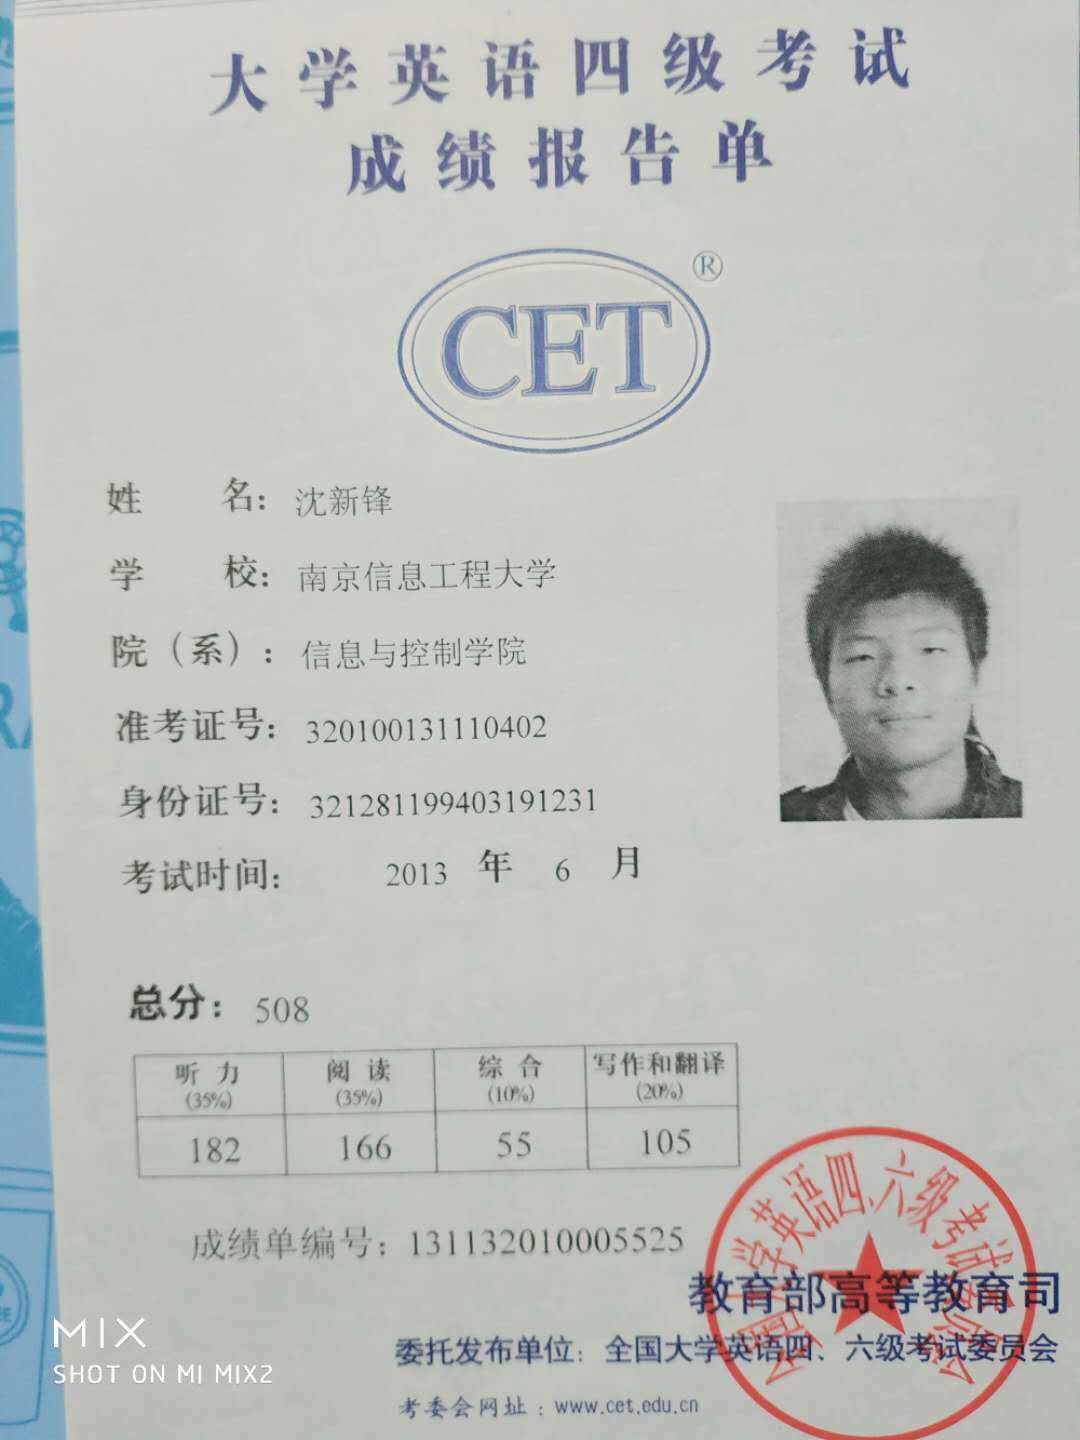 大学英语四级考试
成绩报告单
CET®
姓 名：沈新锋
学 校：南京信息工程大学
院（系）：信息与控制学院
准考证号：320100131110402
身份证号：321281199403191231
考试时间： 2013 年 6 月
总分：508
听力 阅读 综合 写作和翻译
(35%) (35%) (10%) (20%)
182 166 55 105
成绩单编号：131132010005525
教育部高等教育司
委托发布单位：全国大学英语四、六级考试委员会
考委会网址：www.cet.edu.cn
全国大学英语四、六级考试委员会
MIX
SHOT ON MI MIX2